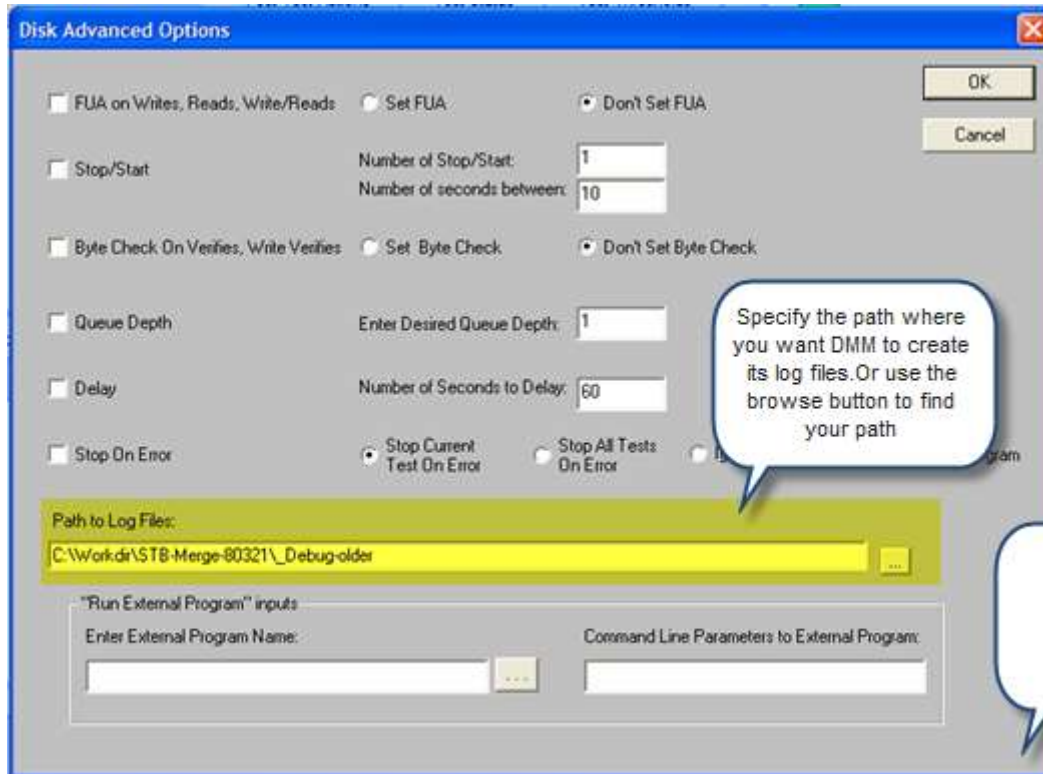 Disk Advanced Options
FUA on Writes, Reads, Write/Reads
Set FUA
Don't Set FUA
OK
Cancel
Stop/Start
Number of Stop/Start:
1
Number of seconds between:
10
Byte Check On Verifies, Write Verifies
Set Byte Check
Don't Set Byte Check
Queue Depth
Enter Desired Queue Depth:
1
Specify the path where
you want DMM to create
its log files.Or use the
browse button to find
your path
Delay
Number of Seconds to Delay:
60
Stop On Error
Stop Current
Test On Error
Stop All Tests
On Error
Path to Log Files:
C:\Workdir\STB-Merge-80321\_Debug-older
...
"Run External Program" inputs
Enter External Program Name:
...
Command Line Parameters to External Program: